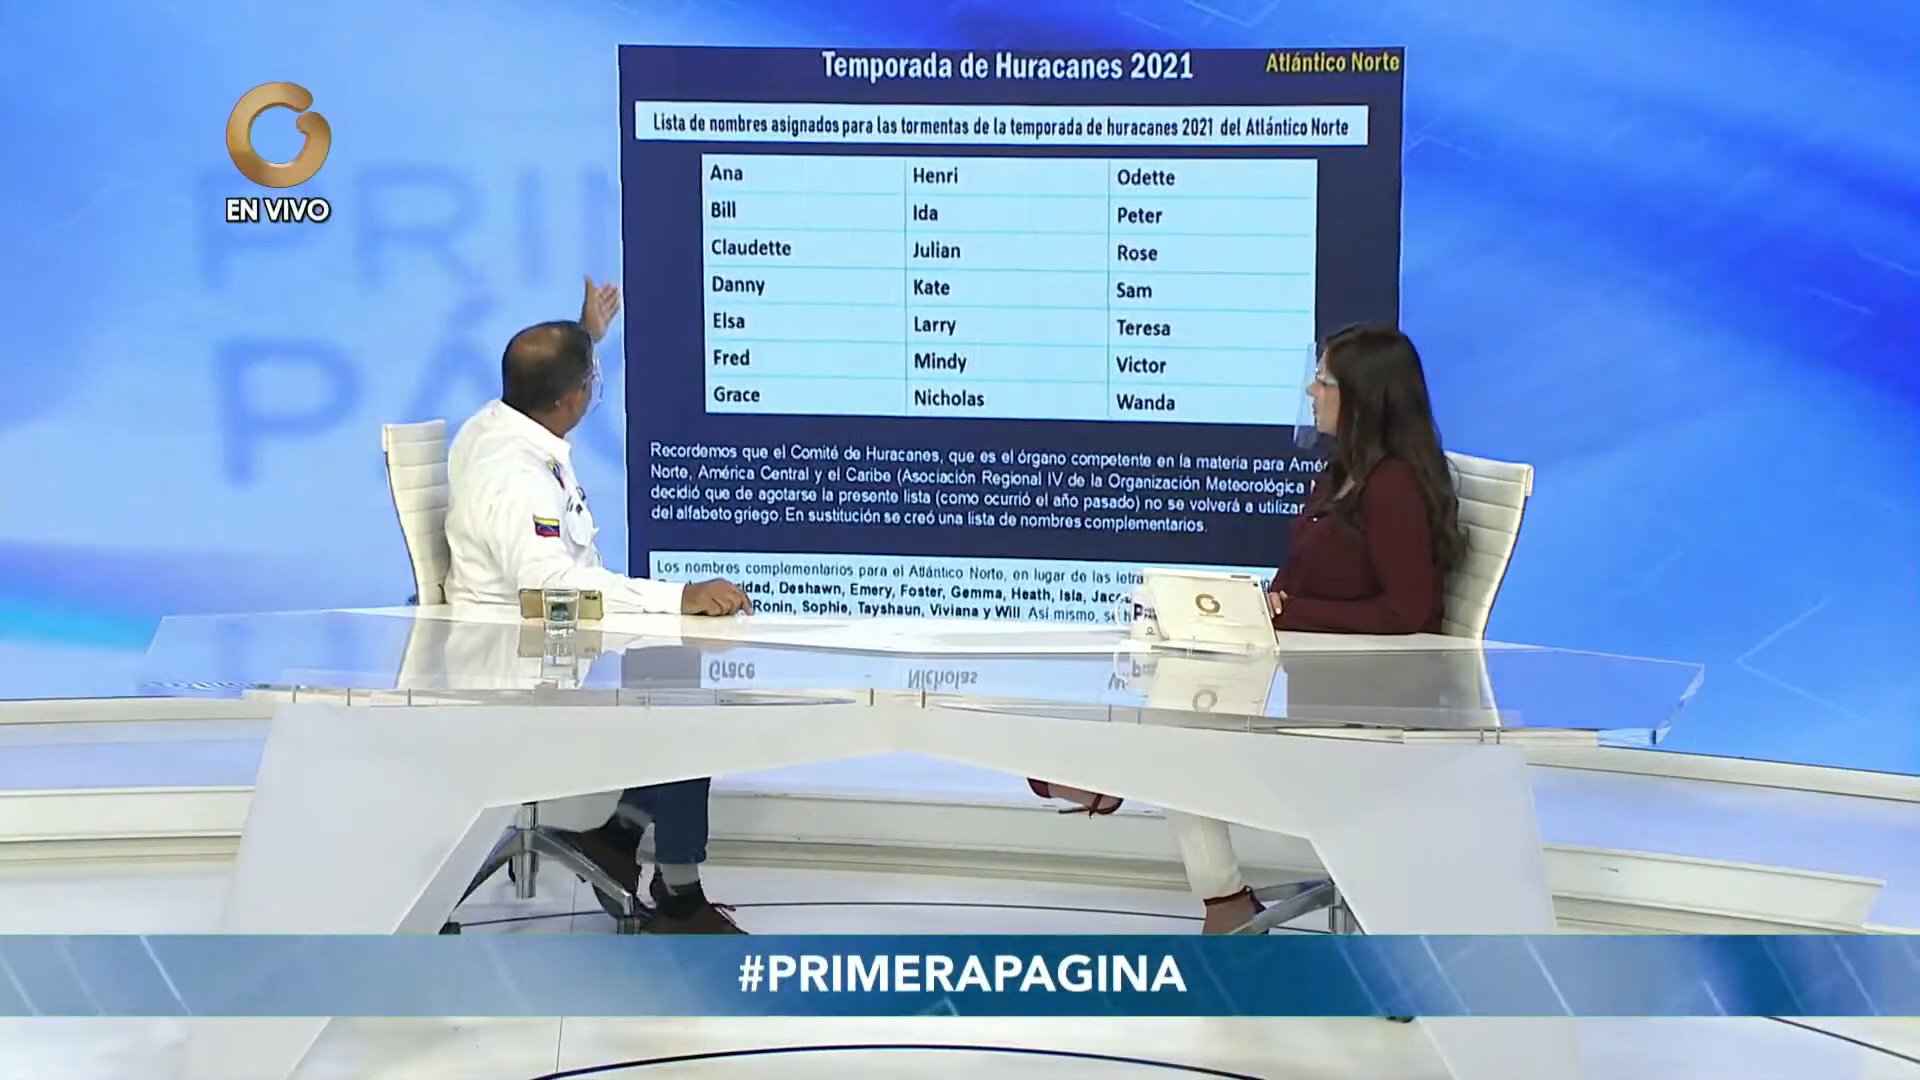 Temporada de Huracanes 2021
Atlántico Norte
Lista de nombres asignados para las tormentas de la temporada de huracanes 2021 del Atlántico Norte
Ana Henri Odette
Bill Ida Peter
Claudette Julian Rose
Danny Kate Sam
Elsa Larry Teresa
Fred Mindy Victor
Grace Nicholas Wanda
Recordemos que el Comité de Huracanes, que es el órgano competente en la materia para Amé
Norte, América Central y el Caribe (Asociación Regional IV de la Organización Meteorológica
decidió que de agotarse la presente lista (como ocurrió el año pasado) no se volverá a utilizar
del alfabeto griego. En sustitución se creó una lista de nombres complementarios.
Los nombres complementarios para el Atlántico Norte, en lugar de las letra
idad, Deshawn, Emery, Foster, Gemma, Heath, Isla, Jac
Ronin, Sophie, Tayshaun, Viviana y Will. Así mismo, se h
EN VIVO
#PRIMERAPAGINA